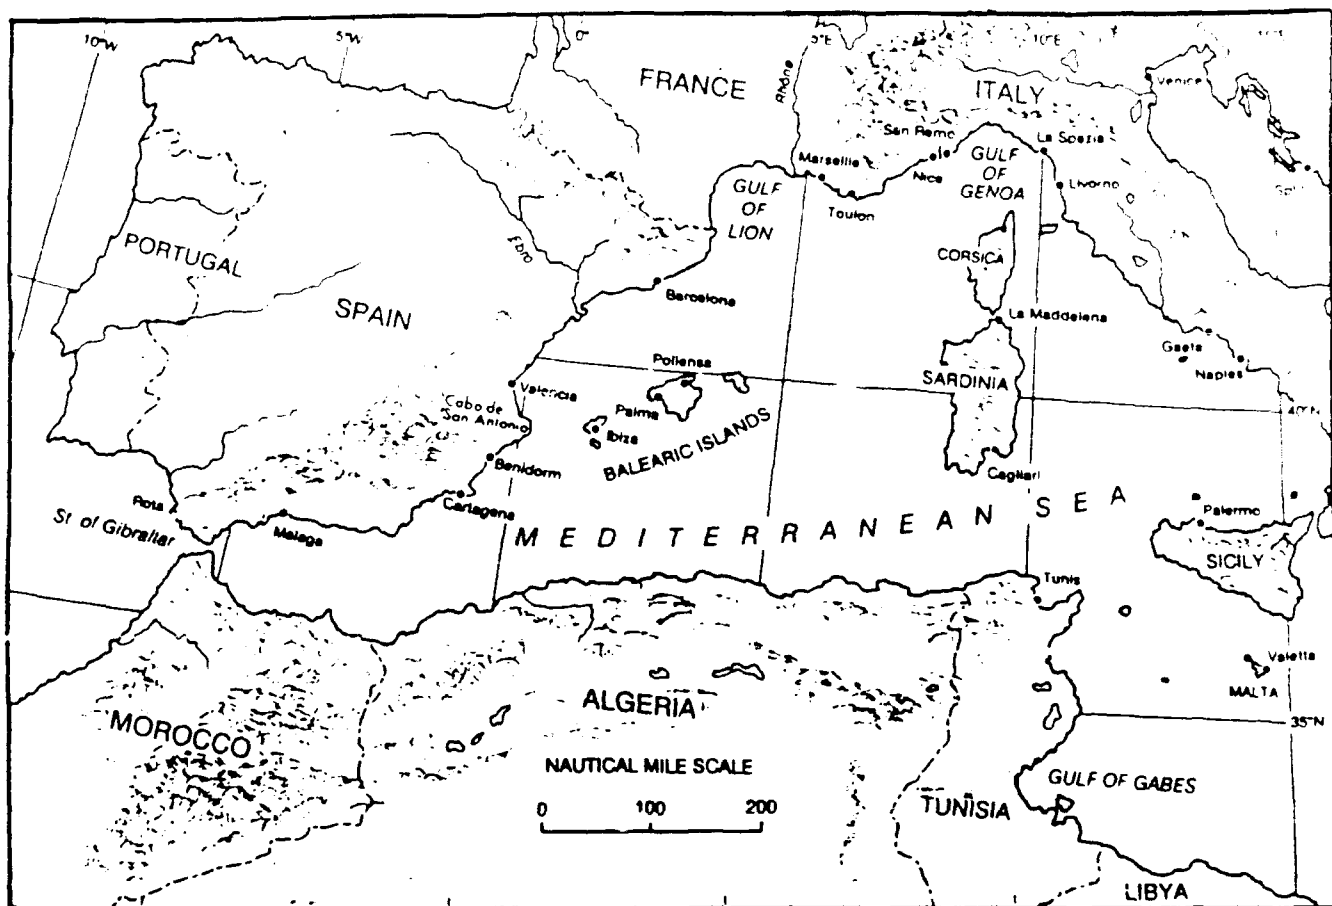 10°W
5°W
0°
5°E
10°E
FRANCE
Rhône
ITALY
Venice
San Remo
La Spezia
Marseille
Nice
GULF
OF
GENOA
GULF
OF
LION
Toulon
Livorno
Split
PORTUGAL
Ebro
CORSICA
Barcelona
SPAIN
La Maddelena
Gaeta
Naples
Pollensa
SARDINIA
Valencia
Cabo de
San Antonio
Palma
Ibiza
BALEARIC ISLANDS
40°N
Benidorm
Cagliari
Rota
Cartagena
St of Gibraltar
Malaga
MEDITERRANEAN SEA
Palermo
SICILY
Tunis
Valetta
MALTA
ALGERIA
MOROCCO
35°N
NAUTICAL MILE SCALE
0 100 200
GULF OF GABES
TUNISIA
LIBYA